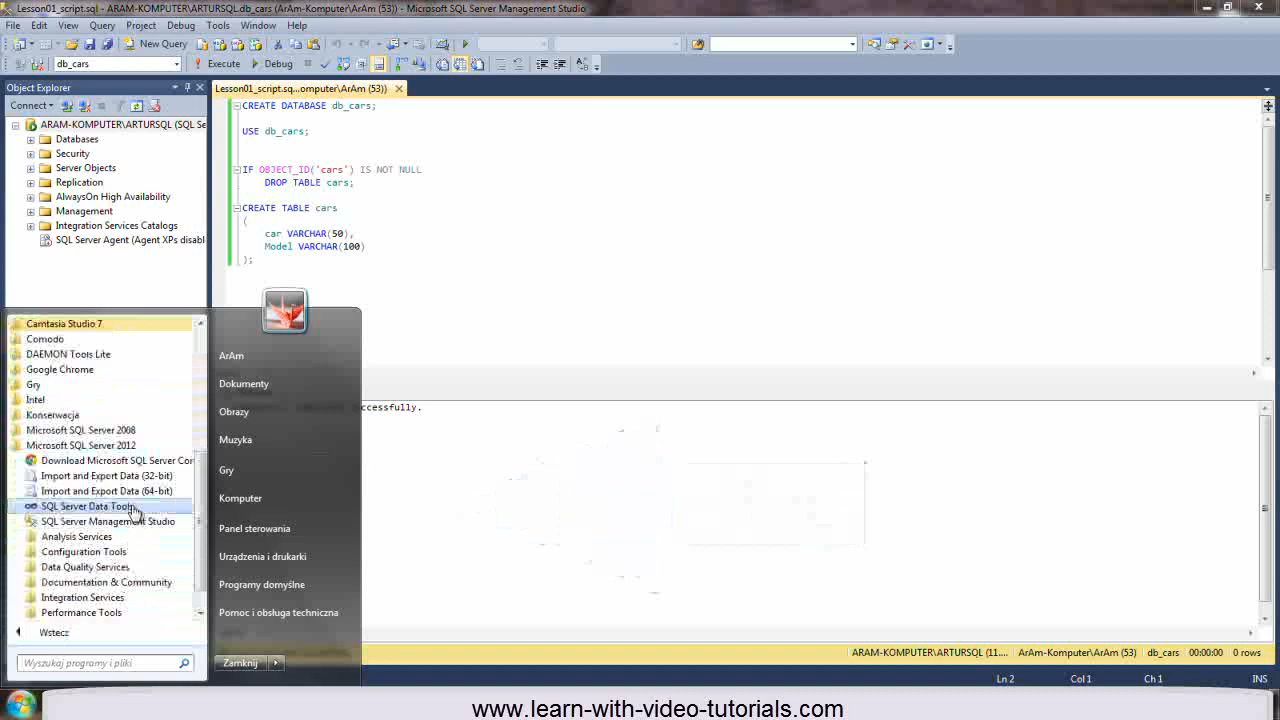 Lesson01_script.sql - ARAM-KOMPUTER\ARTURSQL.db_cars (ArAm-Komputer\ArAm (53)) - Microsoft SQL Server Management Studio
File Edit View Query Project Debug Tools Window Help
New Query
db_cars Execute Debug
Object Explorer
Lesson01_script.sq...omputer\ArAm (53))
Connect
ARAM-KOMPUTER\ARTURSQL (SQL Se
Databases
Security
Server Objects
Replication
AlwaysOn High Availability
Management
Integration Services Catalogs
SQL Server Agent (Agent XPs disabl
CREATE DATABASE db_cars;
USE db_cars;
IF OBJECT_ID('cars') IS NOT NULL
DROP TABLE cars;
CREATE TABLE cars
(
car VARCHAR(50),
Model VARCHAR(100)
);
Camtasia Studio 7
Comodo
DAEMON Tools Lite
Google Chrome
Gry
Intel
Konserwacja
Microsoft SQL Server 2008
Microsoft SQL Server 2012
Download Microsoft SQL Server Con
Import and Export Data (32-bit)
Import and Export Data (64-bit)
SQL Server Data Tools
SQL Server Management Studio
Analysis Services
Configuration Tools
Data Quality Services
Documentation & Community
Integration Services
Performance Tools
Wstecz
Wyszukaj programy i pliki
ArAm
Dokumenty
Obrazy
Muzyka
Gry
Komputer
Panel sterowania
Urządzenia i drukarki
Programy domyślne
Pomoc i obsługa techniczna
Zamknij
ccessfully.
ARAM-KOMPUTER\ARTURSQL (11.... ArAm-Komputer\ArAm (53) db_cars 00:00:00 0 rows
Ln 2 Col 1 Ch 1 INS
www.learn-with-video-tutorials.com